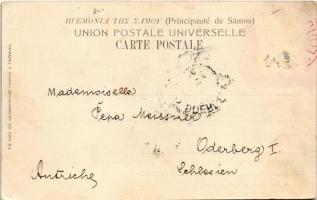 ΗΓΕΜΟΝΙΑ ΤΗΣ ΣΑΜΟΥ (Principauté de Samos)
UNION POSTALE UNIVERSELLE
CARTE POSTALE
Mademoiselle
Pepa Meissner
Oderberg I.
Autriche
Schlesien